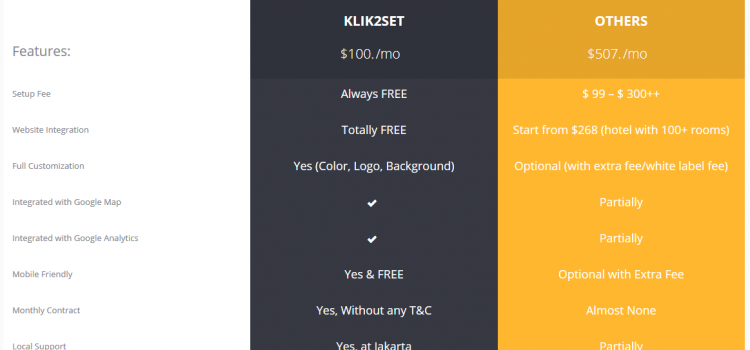 KLIK2SET OTHERS
Features: $100./mo $507./mo
Setup Fee Always FREE $ 99 – $ 300++
Website Integration Totally FREE Start from $268 (hotel with 100+ rooms)
Full Customization Yes (Color, Logo, Background) Optional (with extra fee/white label fee)
Integrated with Google Map ✔ Partially
Integrated with Google Analytics ✔ Partially
Mobile Friendly Yes & FREE Optional with Extra Fee
Monthly Contract Yes, Without any T&C Almost None
Local Support Yes, at Jakarta Partially